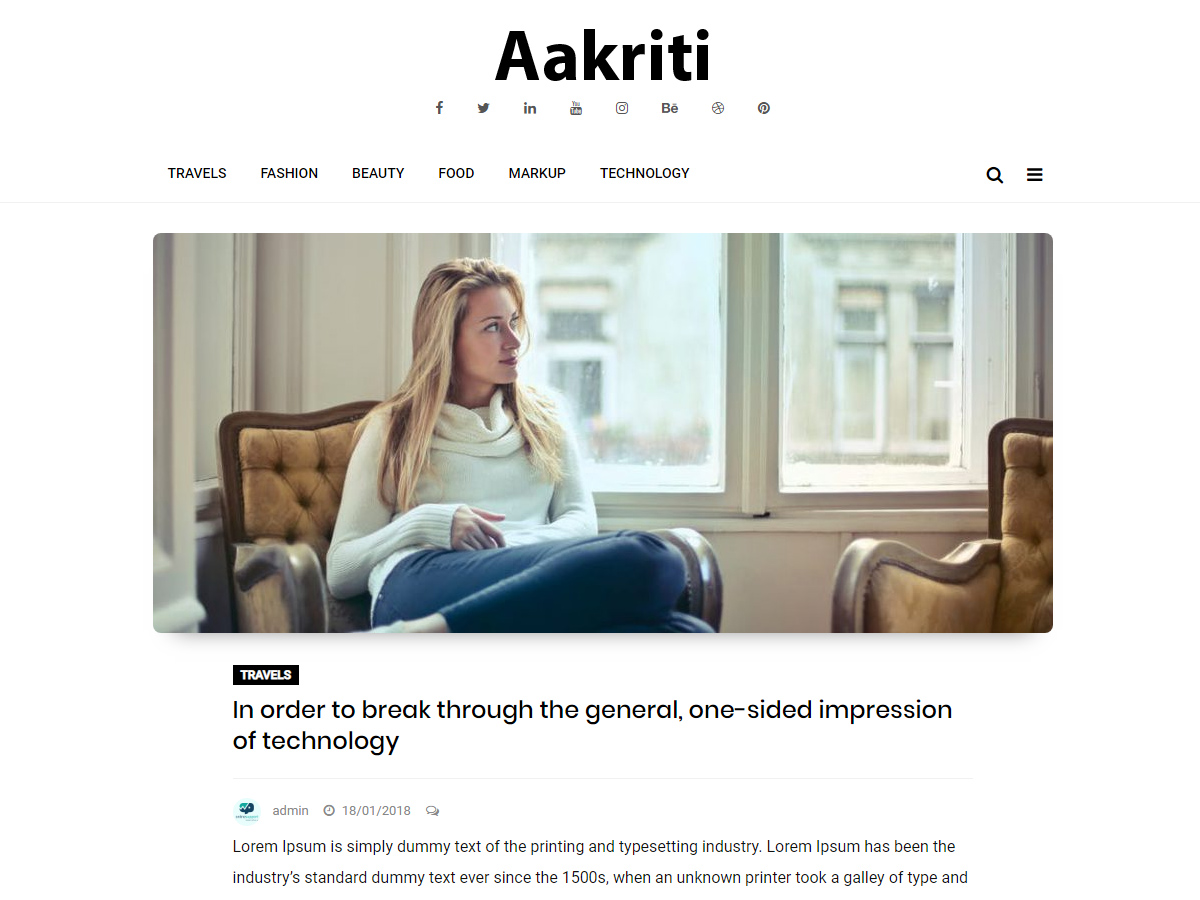 Aakriti
TRAVELS FASHION BEAUTY FOOD MARKUP TECHNOLOGY
TRAVELS
In order to break through the general, one-sided impression
of technology
admin 18/01/2018
Lorem Ipsum is simply dummy text of the printing and typesetting industry. Lorem Ipsum has been the
industry’s standard dummy text ever since the 1500s, when an unknown printer took a galley of type and